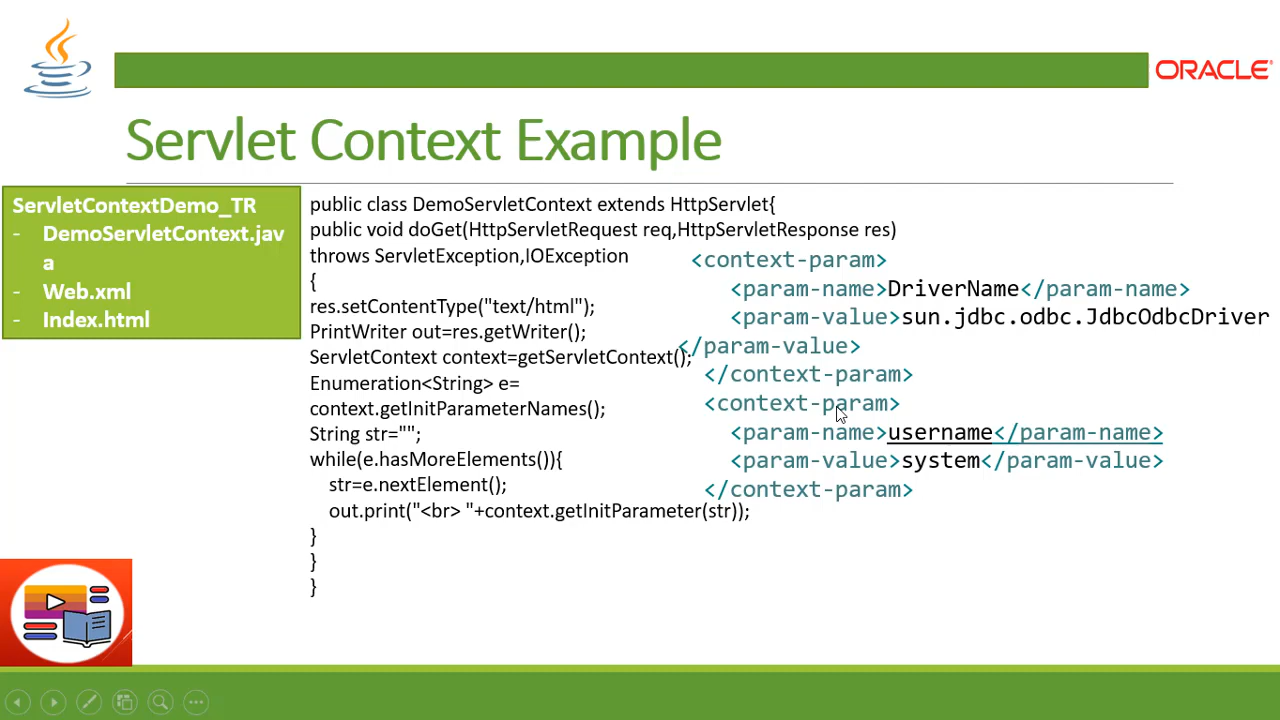 ORACLE
Servlet Context Example
ServletContextDemo_TR
- DemoServletContext.jav
a
- Web.xml
- Index.html
public class DemoServletContext extends HttpServlet{
public void doGet(HttpServletRequest req,HttpServletResponse res)
throws ServletException,IOException
{
res.setContentType("text/html");
PrintWriter out=res.getWriter();
ServletContext context=getServletContext();
Enumeration<String> e=
context.getInitParameterNames();
String str="";
while(e.hasMoreElements()){
str=e.nextElement();
out.print("<br> "+context.getInitParameter(str));
}
}
}
<context-param>
<param-name>DriverName</param-name>
<param-value>sun.jdbc.odbc.JdbcOdbcDriver
</param-value>
</context-param>
<context-param>
<param-name>username</param-name>
<param-value>system</param-value>
</context-param>